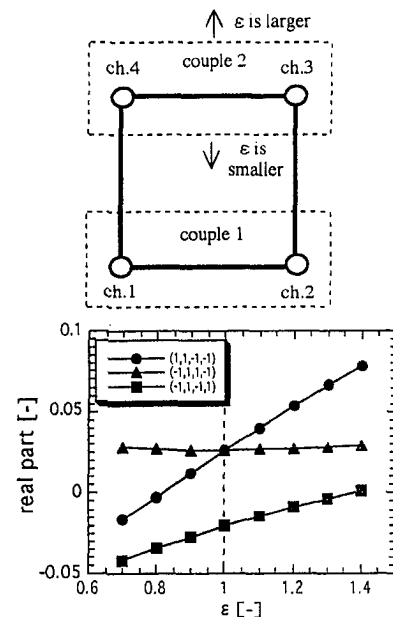 ε is larger
ch.4 couple 2 ch.3
ε is
smaller
couple 1
ch.1 ch.2
(1,1,-1,-1)
(-1,1,1,-1)
(-1,1,-1,1)
real part [-]
0.1
0.05
0
-0.05
0.6 0.8 1 1.2 1.4
ε [-]